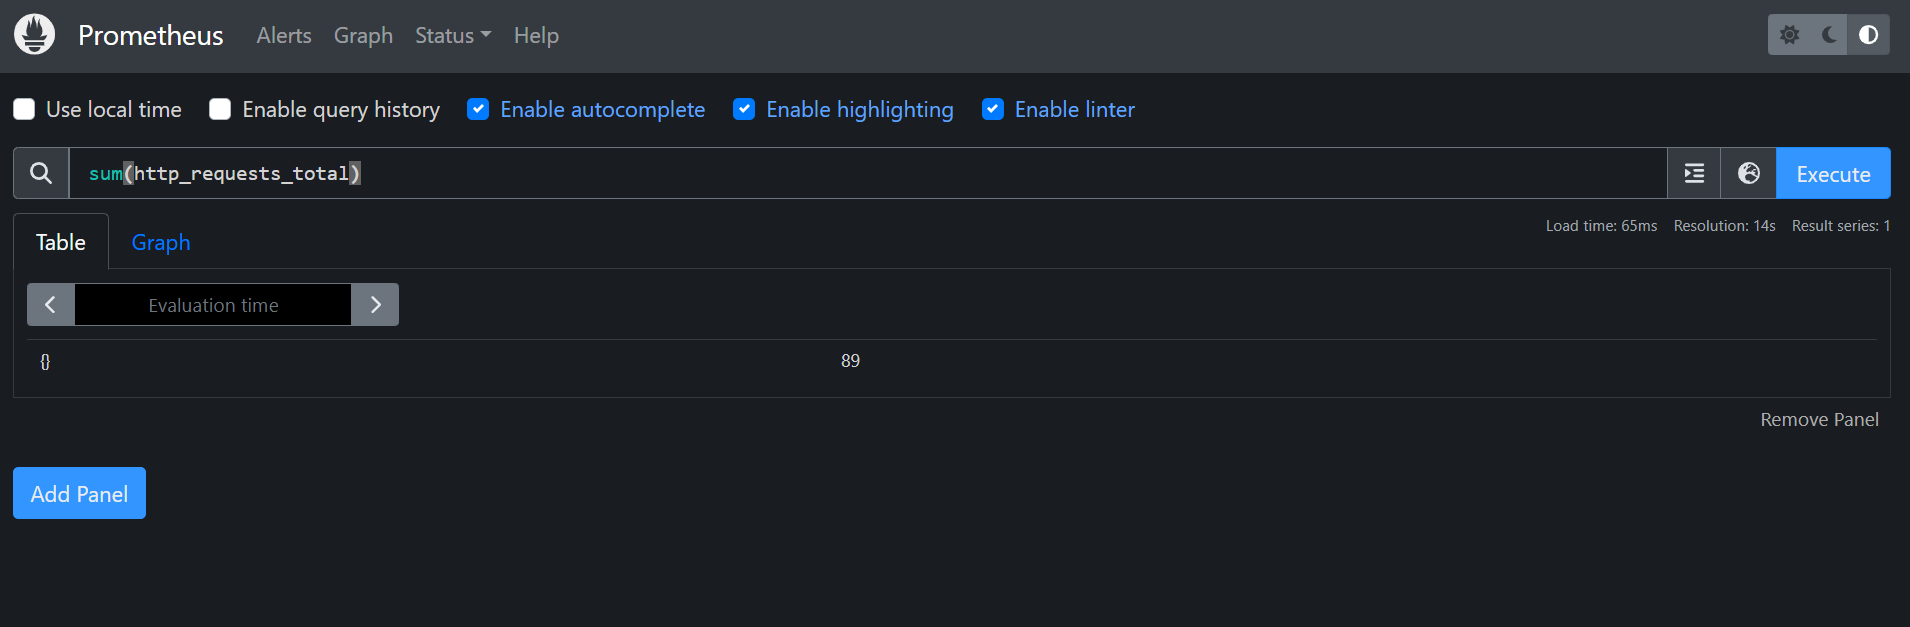 Prometheus Alerts Graph Status Help
Use local time Enable query history Enable autocomplete Enable highlighting Enable linter
sum(http_requests_total) Execute
Load time: 65ms Resolution: 14s Result series: 1
Table Graph
Evaluation time
{} 89
Remove Panel
Add Panel